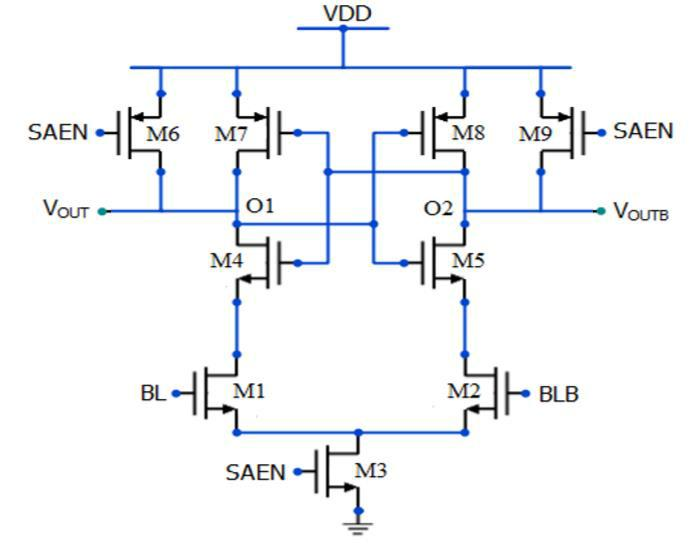 VDD
SAEN M6 M7 M8 M9 SAEN
VOUT O1 O2 VOUTB
M4 M5
BL M1 M2 BLB
SAEN M3